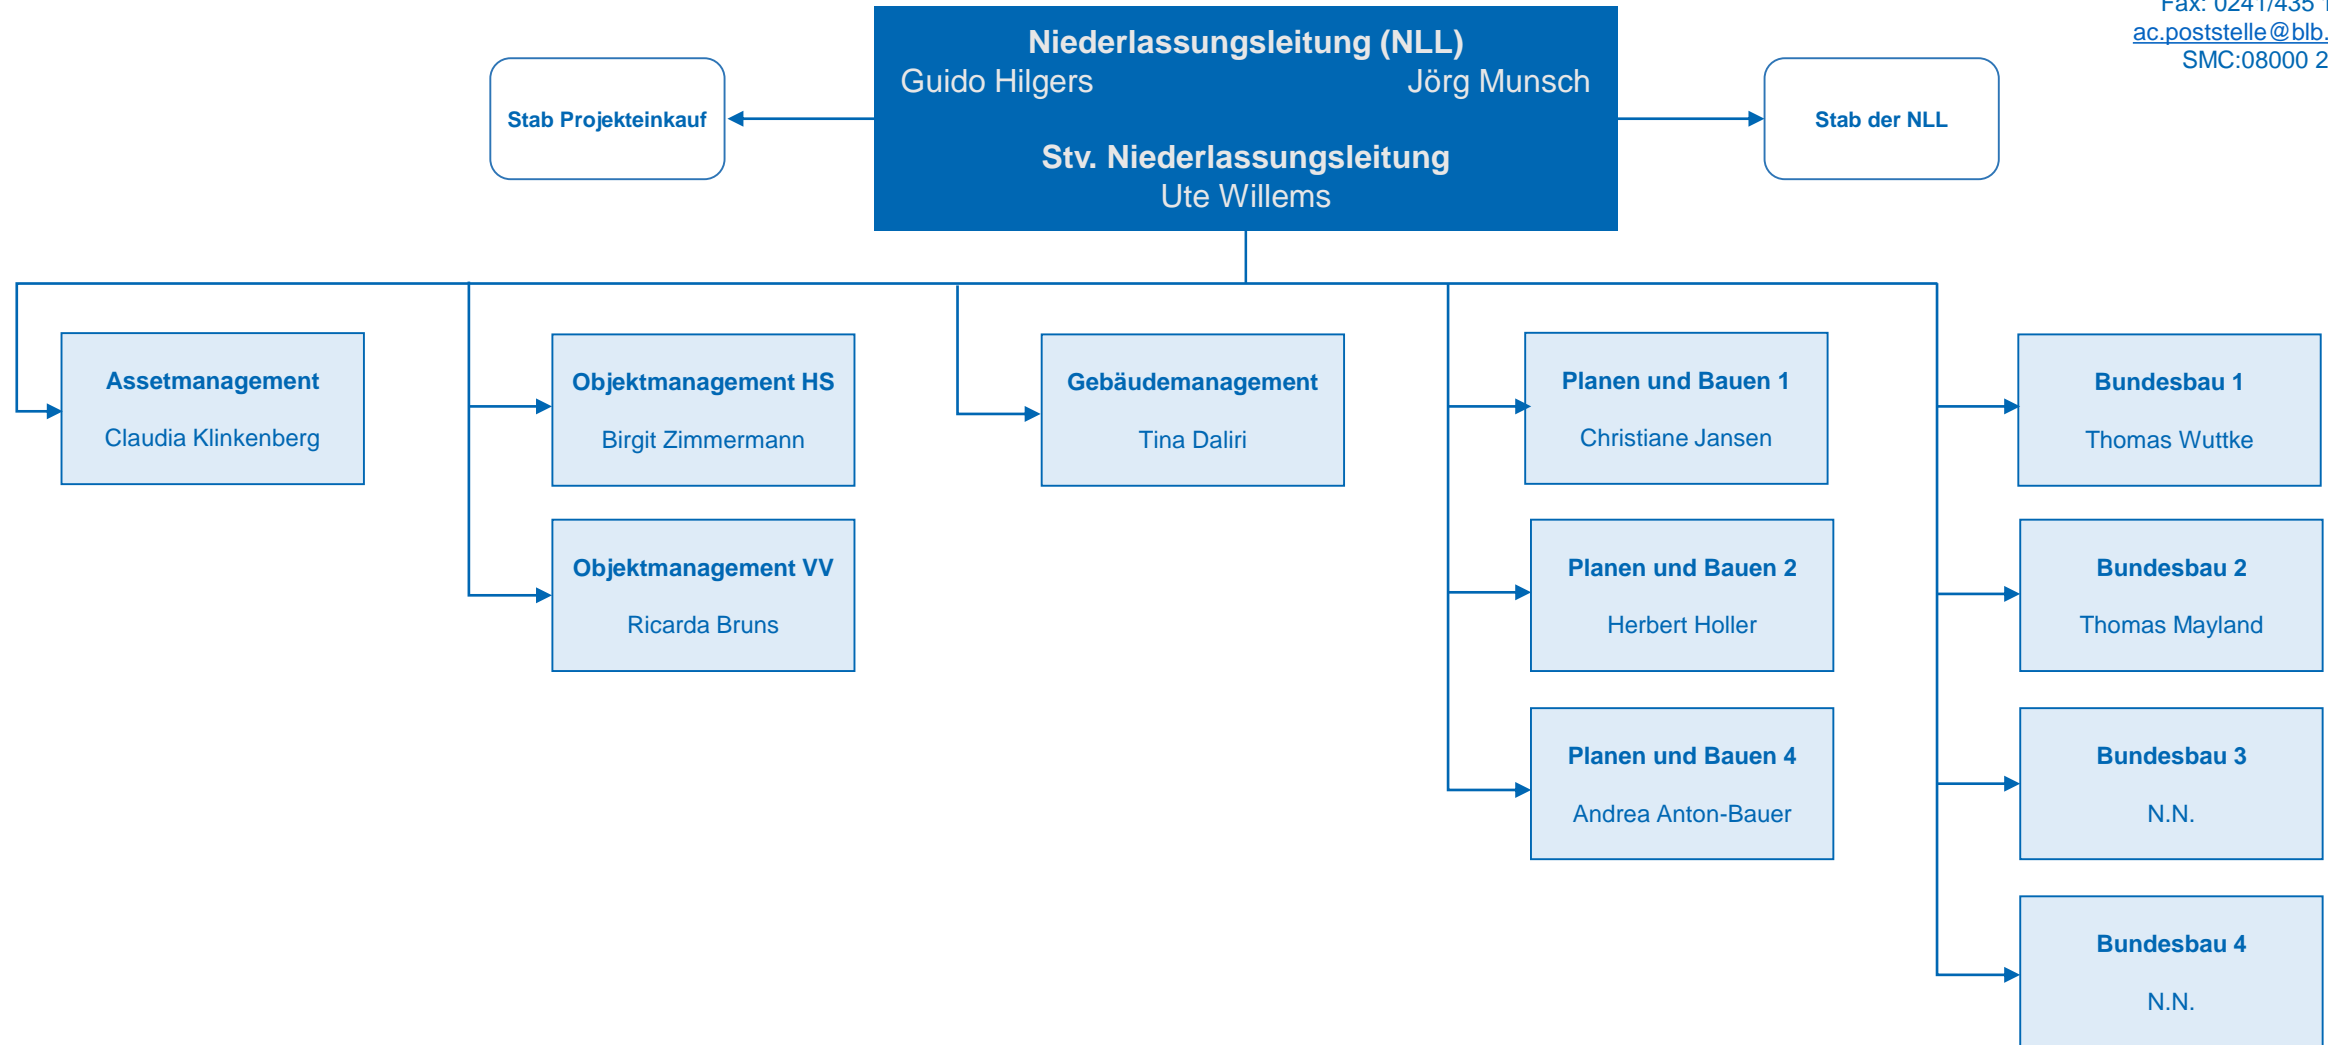 Fax: 0241/435
ac.poststelle@blb.
SMC:08000 2
Niederlassungsleitung (NLL)
Guido Hilgers Jörg Munsch
Stv. Niederlassungsleitung
Ute Willems
Stab Projekteinkauf
Stab der NLL
Assetmanagement
Claudia Klinkenberg
Objektmanagement HS
Birgit Zimmermann
Objektmanagement VV
Ricarda Bruns
Gebäudemanagement
Tina Daliri
Planen und Bauen 1
Christiane Jansen
Planen und Bauen 2
Herbert Holler
Planen und Bauen 4
Andrea Anton-Bauer
Bundesbau 1
Thomas Wuttke
Bundesbau 2
Thomas Mayland
Bundesbau 3
N.N.
Bundesbau 4
N.N.